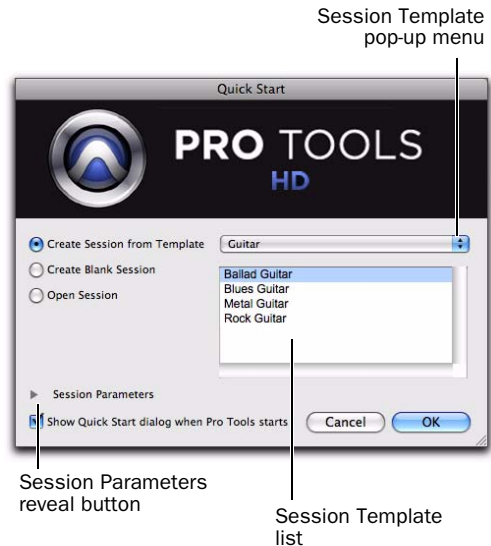 Session Template
pop-up menu
Quick Start
PRO TOOLS
HD
Create Session from Template
Guitar
Create Blank Session
Open Session
Ballad Guitar
Blues Guitar
Metal Guitar
Rock Guitar
Session Parameters
Show Quick Start dialog when Pro Tools starts
Cancel
OK
Session Parameters
reveal button
Session Template
list